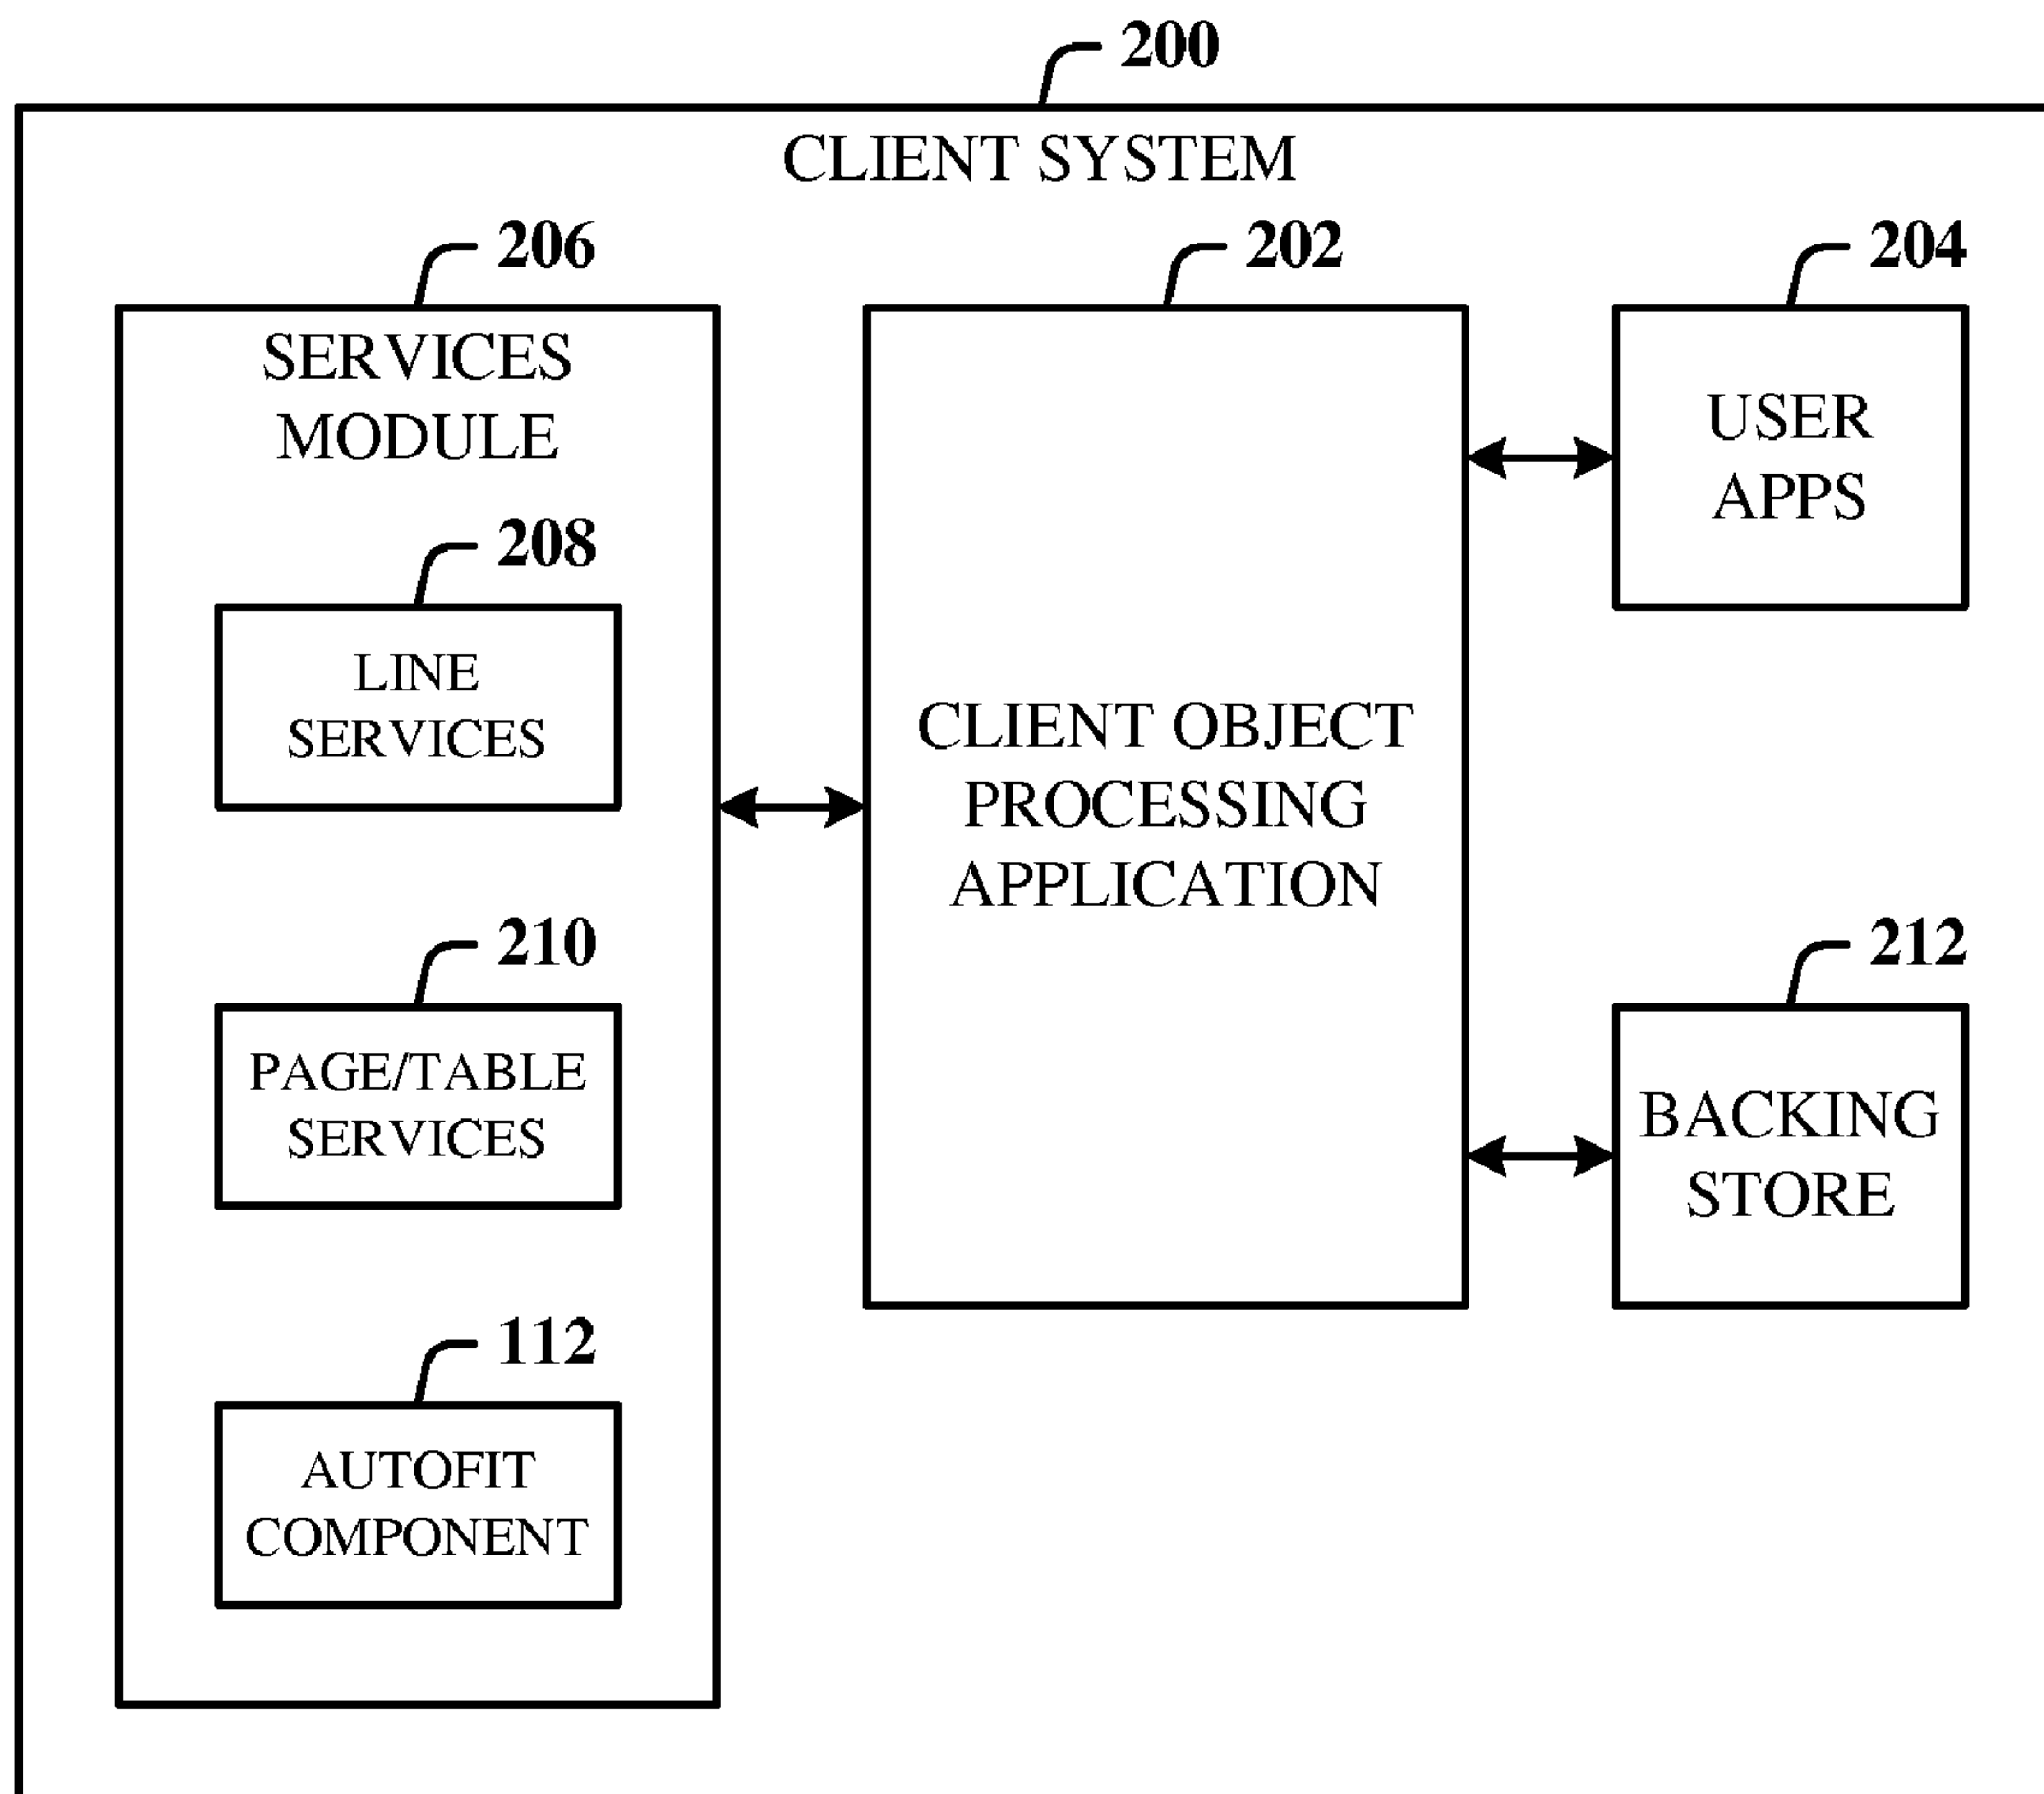 200
CLIENT SYSTEM
206
SERVICES
MODULE
208
LINE
SERVICES
210
PAGE/TABLE
SERVICES
112
AUTOFIT
COMPONENT
202
CLIENT OBJECT
PROCESSING
APPLICATION
204
USER
APPS
212
BACKING
STORE